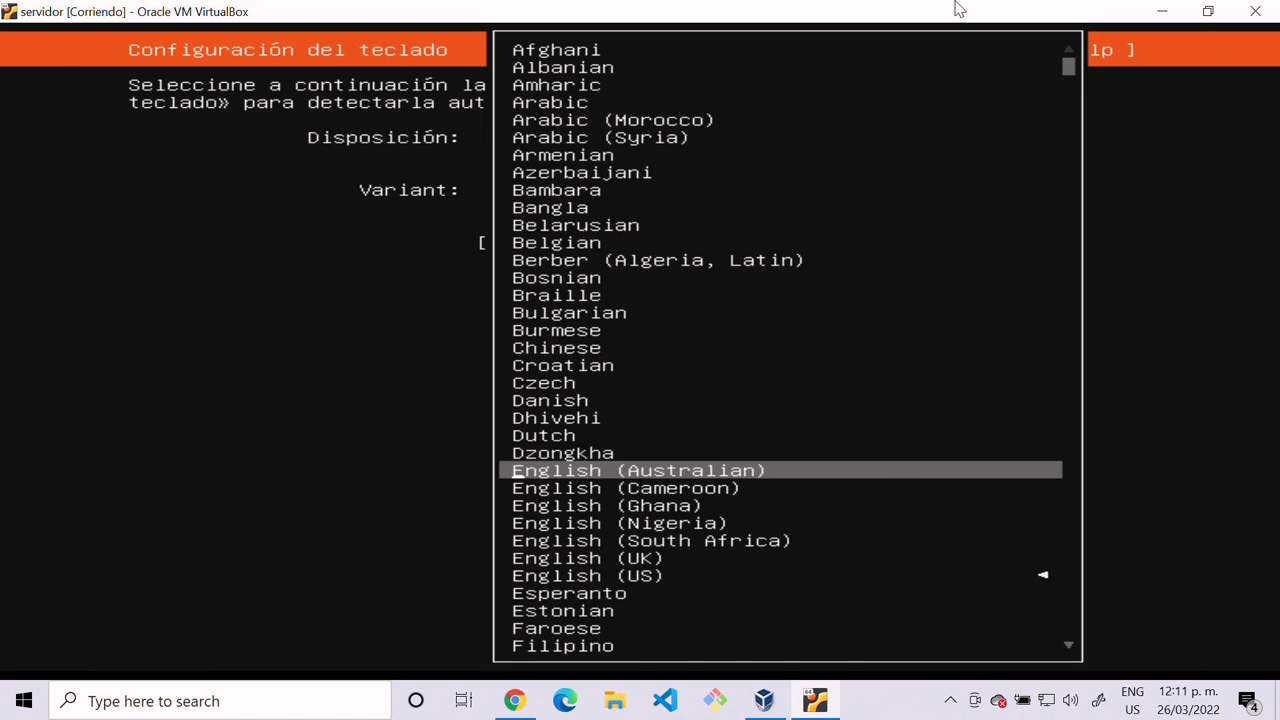 servidor [Corriendo] - Oracle VM VirtualBox
Configuración del teclado
lp ]
Seleccione a continuación la
teclado» para detectarla aut
Disposición:
Variant:
[
Afghani
Albanian
Amharic
Arabic
Arabic (Morocco)
Arabic (Syria)
Armenian
Azerbaijani
Bambara
Bangla
Belarusian
Belgian
Berber (Algeria, Latin)
Bosnian
Braille
Bulgarian
Burmese
Chinese
Croatian
Czech
Danish
Dhivehi
Dutch
Dzongkha
English (Australian)
English (Cameroon)
English (Ghana)
English (Nigeria)
English (South Africa)
English (UK)
English (US)
Esperanto
Estonian
Faroese
Filipino
Type here to search
ENG
US
12:11 p. m.
26/03/2022
4